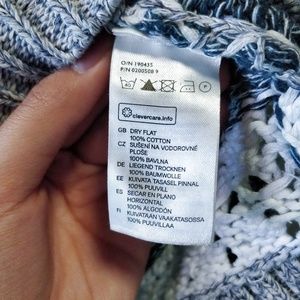 O/N 190435
P/N 0200508 9
40 P
clevercare.info
GB DRY FLAT
100% COTTON
CZ SUŠENÍ NA VODOROVNÉ
PLOŠE
100% BAVLNA
DE LIEGEND TROCKNEN
100% BAUMWOLLE
EE KUIVATA TASASEL PINNAL
100% PUUVILL
ES SECAR EN PLANO
HORIZONTAL
100% ALGODÓN
FI KUIVATAAN VAAKATASOSSA
100% PUUVILLAA